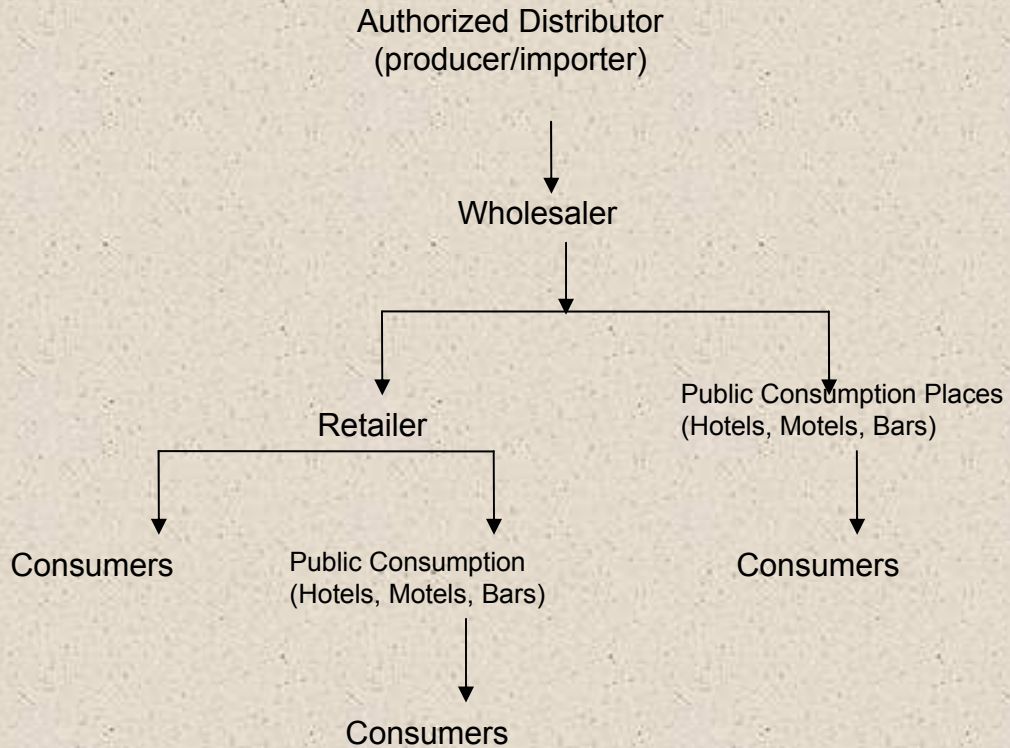 Authorized Distributor
(producer/importer)
Wholesaler
Retailer
Public Consumption Places
(Hotels, Motels, Bars)
Consumers
Public Consumption
(Hotels, Motels, Bars)
Consumers
Consumers